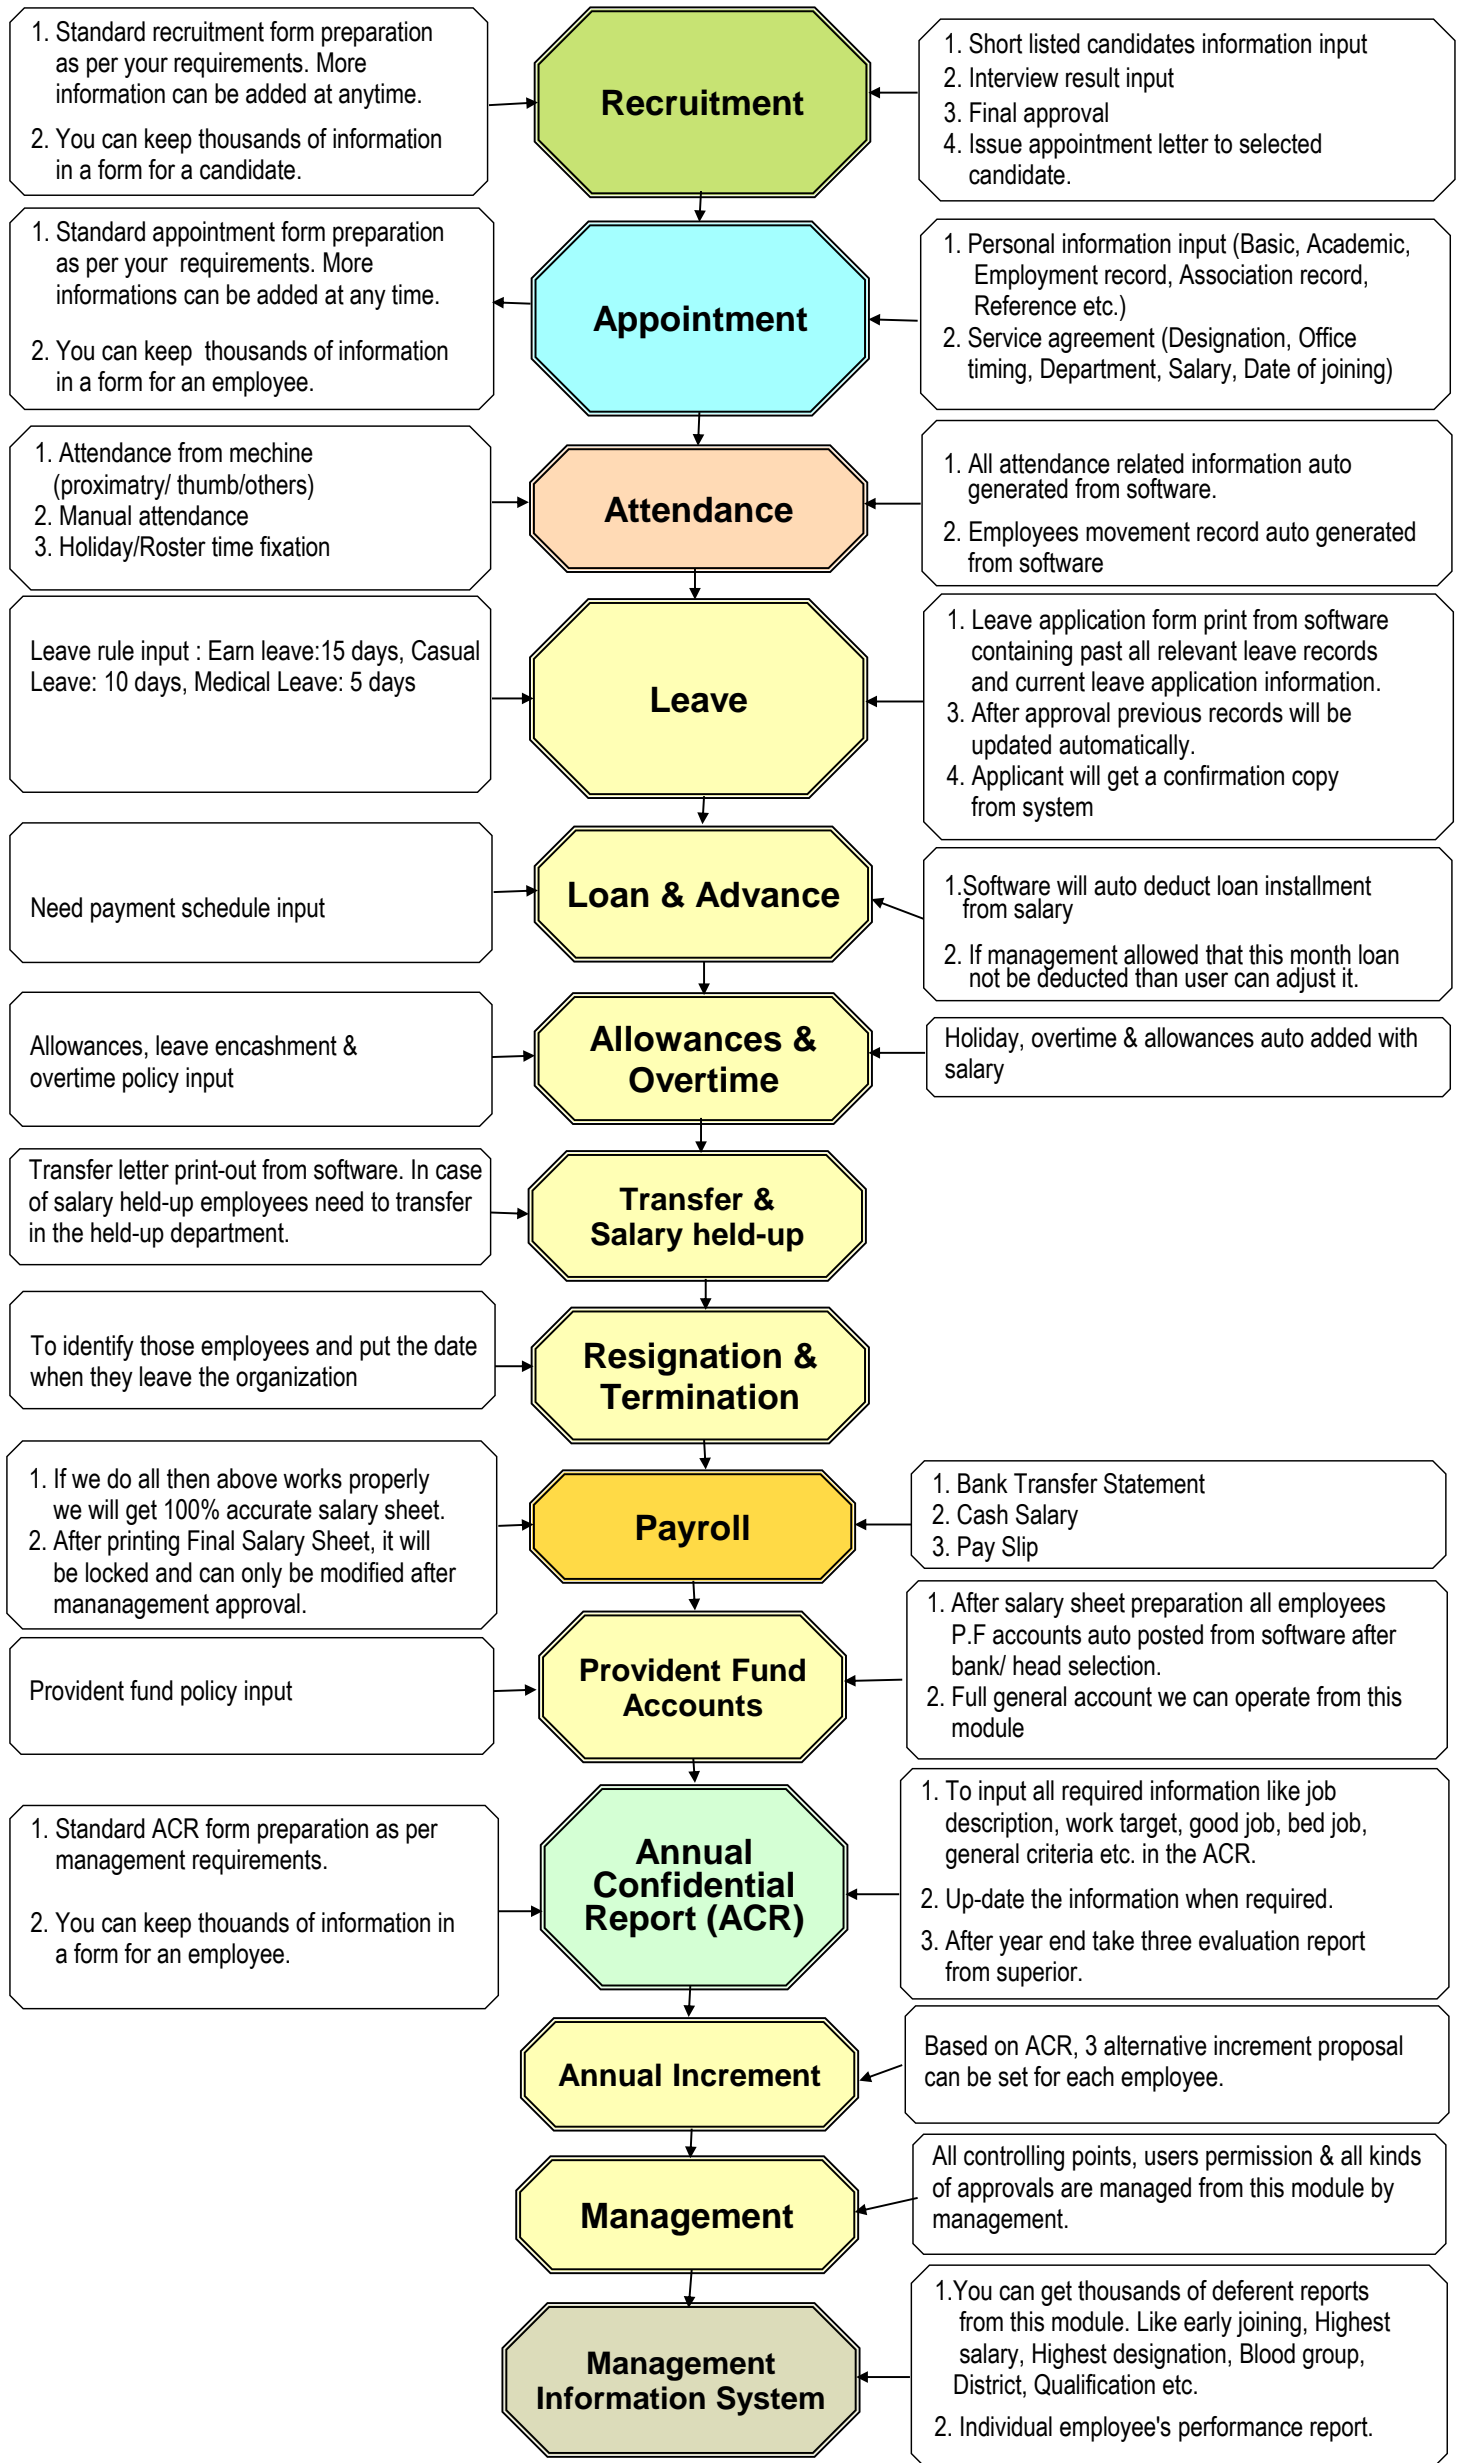 1. Standard recruitment form preparation
as per your requirements. More
information can be added at anytime.
2. You can keep thousands of information
in a form for a candidate.
Recruitment
1. Short listed candidates information input
2. Interview result input
3. Final approval
4. Issue appointment letter to selected
candidate.
1. Standard appointment form preparation
as per your requirements. More
informations can be added at any time.
2. You can keep thousands of information
in a form for an employee.
Appointment
1. Personal information input (Basic, Academic,
Employment record, Association record,
Reference etc.)
2. Service agreement (Designation, Office
timing, Department, Salary, Date of joining)
1. Attendance from mechine
(proximatry/ thumb/others)
2. Manual attendance
3. Holiday/Roster time fixation
Attendance
1. All attendance related information auto
generated from software.
2. Employees movement record auto generated
from software
Leave rule input : Earn leave:15 days, Casual
Leave: 10 days, Medical Leave: 5 days
Leave
1. Leave application form print from software
containing past all relevant leave records
and current leave application information.
3. After approval previous records will be
updated automatically.
4. Applicant will get a confirmation copy
from system
Need payment schedule input
Loan & Advance
1.Software will auto deduct loan installment
from salary
2. If management allowed that this month loan
not be deducted than user can adjust it.
Allowances, leave encashment &
overtime policy input
Allowances &
Overtime
Holiday, overtime & allowances auto added with
salary
Transfer letter print-out from software. In case
of salary held-up employees need to transfer
in the held-up department.
Transfer &
Salary held-up
To identify those employees and put the date
when they leave the organization
Resignation &
Termination
1. If we do all then above works properly
we will get 100% accurate salary sheet.
2. After printing Final Salary Sheet, it will
be locked and can only be modified after
mananagement approval.
Payroll
1. Bank Transfer Statement
2. Cash Salary
3. Pay Slip
Provident fund policy input
Provident Fund
Accounts
1. After salary sheet preparation all employees
P.F accounts auto posted from software after
bank/ head selection.
2. Full general account we can operate from this
module
1. Standard ACR form preparation as per
management requirements.
2. You can keep thouands of information in
a form for an employee.
Annual
Confidential
Report (ACR)
1. To input all required information like job
description, work target, good job, bed job,
general criteria etc. in the ACR.
2. Up-date the information when required.
3. After year end take three evaluation report
from superior.
Annual Increment
Based on ACR, 3 alternative increment proposal
can be set for each employee.
Management
All controlling points, users permission & all kinds
of approvals are managed from this module by
management.
Management
Information System
1.You can get thousands of deferent reports
from this module. Like early joining, Highest
salary, Highest designation, Blood group,
District, Qualification etc.
2. Individual employee's performance report.